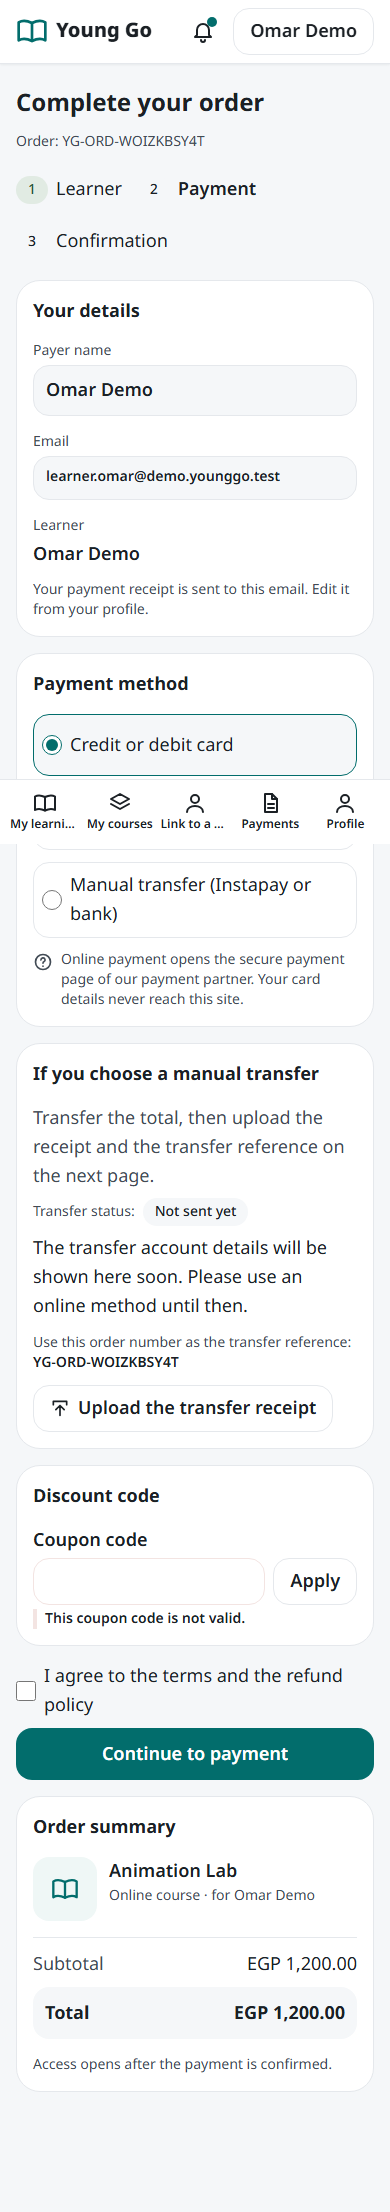 Young Go
Omar Demo
Complete your order
Order: YG-ORD-WOIZKBSY4T
1 Learner 2 Payment
3 Confirmation
Your details
Payer name
Omar Demo
Email
learner.omar@demo.younggo.test
Learner
Omar Demo
Your payment receipt is sent to this email. Edit it
from your profile.
Payment method
Credit or debit card
My learni... My courses Link to a ... Payments Profile
Manual transfer (Instapay or
bank)
Online payment opens the secure payment
page of our payment partner. Your card
details never reach this site.
If you choose a manual transfer
Transfer the total, then upload the
receipt and the transfer reference on
the next page.
Transfer status: Not sent yet
The transfer account details will be
shown here soon. Please use an
online method until then.
Use this order number as the transfer reference:
YG-ORD-WOIZKBSY4T
Upload the transfer receipt
Discount code
Coupon code
Apply
This coupon code is not valid.
I agree to the terms and the refund
policy
Continue to payment
Order summary
Animation Lab
Online course · for Omar Demo
Subtotal EGP 1,200.00
Total EGP 1,200.00
Access opens after the payment is confirmed.